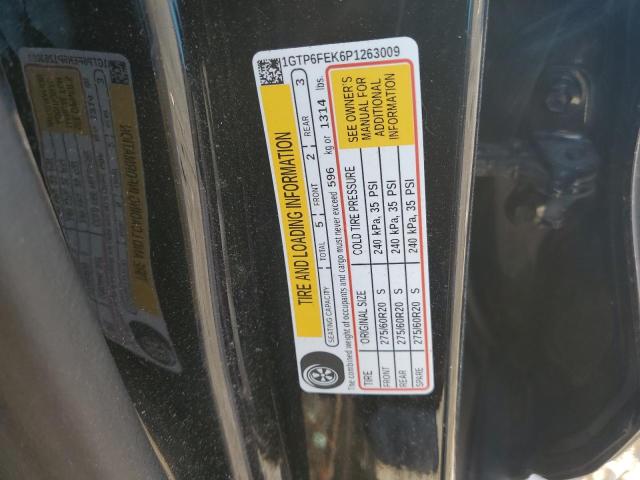 1GTP6FEK6P1263009
TIRE AND LOADING INFORMATION
SEATING CAPACITY TOTAL 5 FRONT 2 REAR 3
The combined weight of occupants and cargo must never exceed 596 kg or 1314 lbs.
TIRE ORIGINAL SIZE COLD TIRE PRESSURE
FRONT 275/60R20 S 240 kPa, 35 PSI
REAR 275/60R20 S 240 kPa, 35 PSI
SPARE 275/60R20 S 240 kPa, 35 PSI
SEE OWNER'S
MANUAL FOR
ADDITIONAL
INFORMATION